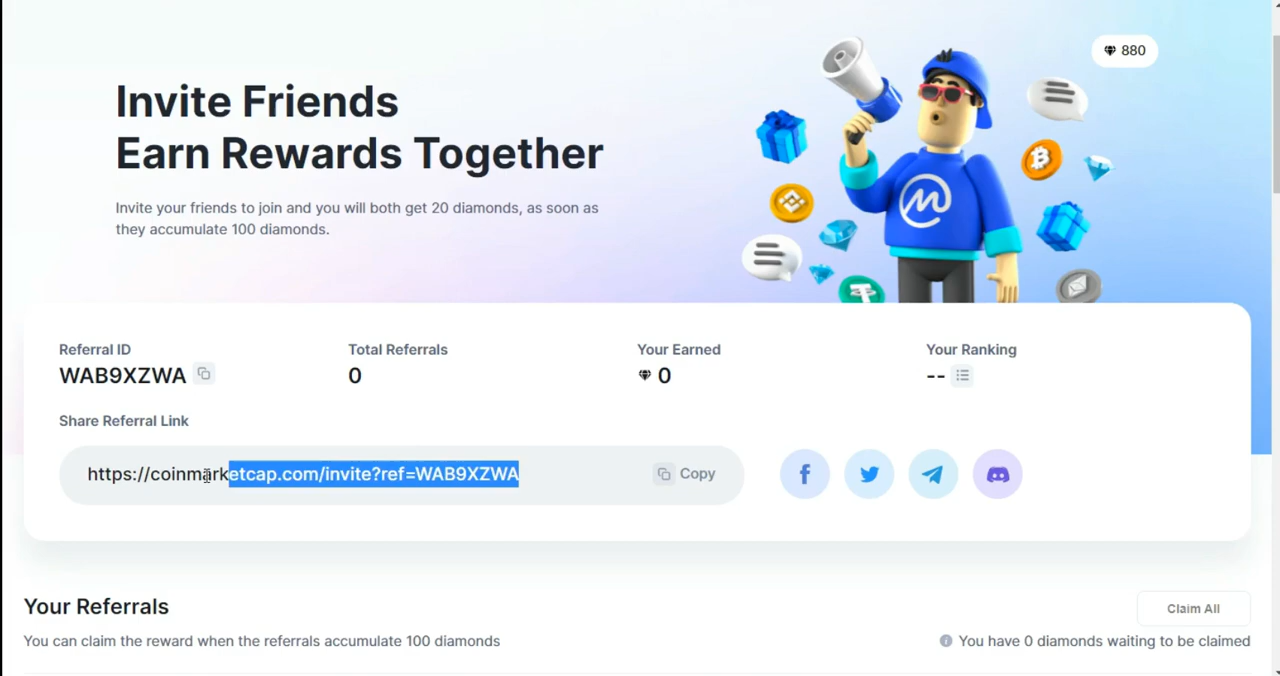 880
Invite Friends
Earn Rewards Together
Invite your friends to join and you will both get 20 diamonds, as soon as
they accumulate 100 diamonds.
Referral ID
WAB9XZWA
Total Referrals
0
Your Earned
0
Your Ranking
--
Share Referral Link
https://coinmarketcap.com/invite?ref=WAB9XZWA
Copy
Your Referrals
Claim All
You can claim the reward when the referrals accumulate 100 diamonds
You have 0 diamonds waiting to be claimed